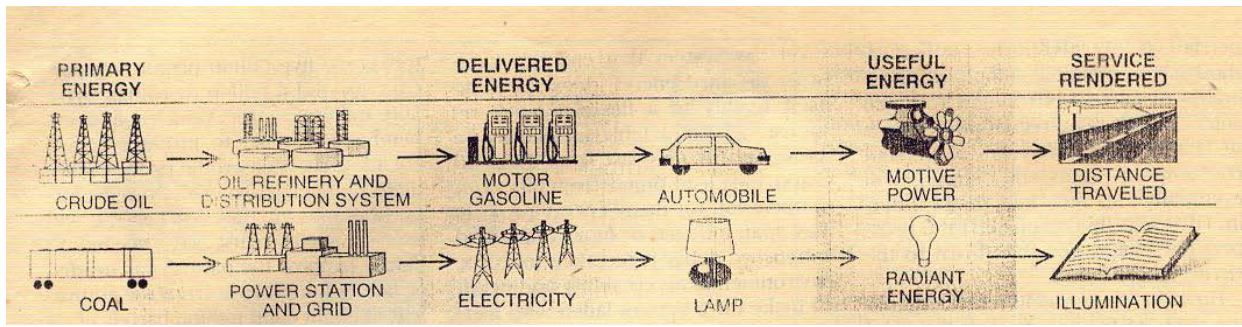 PRIMARY ENERGY
DELIVERED ENERGY
USEFUL ENERGY
SERVICE RENDERED
CRUDE OIL
OIL REFINERY AND
DISTRIBUTION SYSTEM
MOTOR
GASOLINE
AUTOMOBILE
MOTIVE
POWER
DISTANCE
TRAVELED
COAL
POWER STATION
AND GRID
ELECTRICITY
LAMP
RADIANT
ENERGY
ILLUMINATION